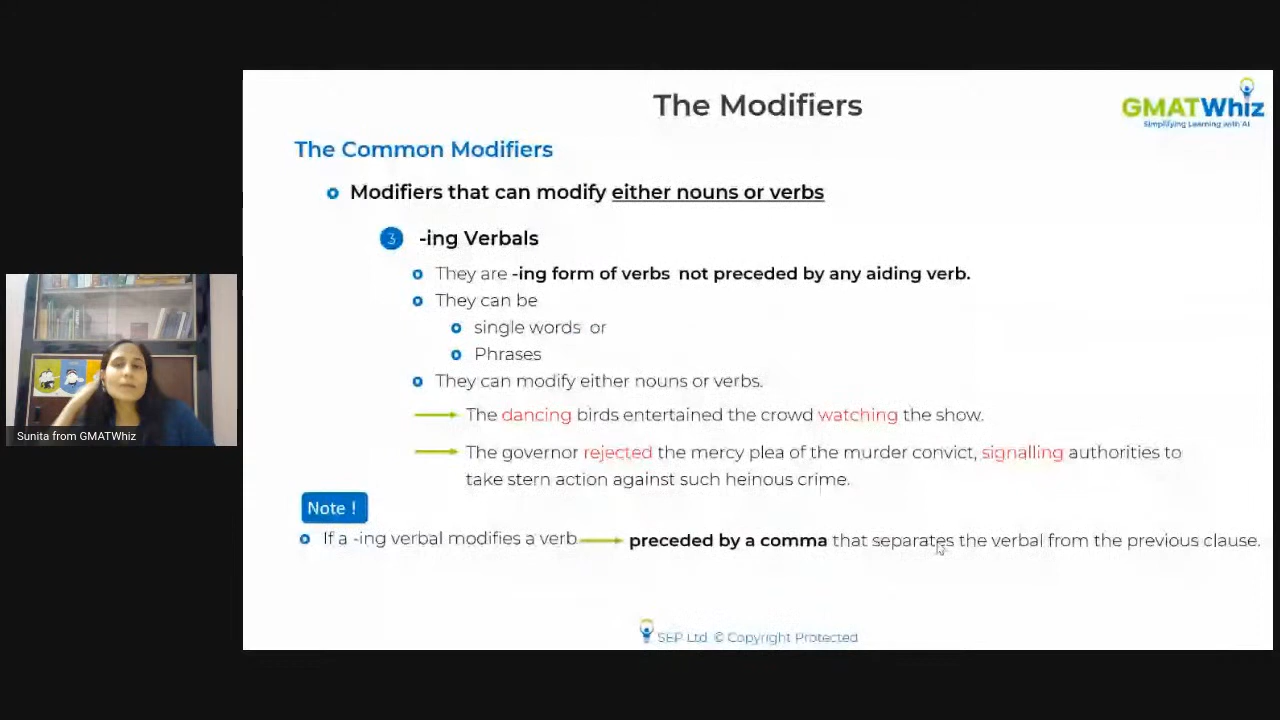 The Modifiers
GMATWhiz
Simplifying Learning with AI
The Common Modifiers
Modifiers that can modify either nouns or verbs
3 -ing Verbals
They are -ing form of verbs not preceded by any aiding verb.
They can be
single words or
Phrases
They can modify either nouns or verbs.
The dancing birds entertained the crowd watching the show.
The governor rejected the mercy plea of the murder convict, signalling authorities to
take stern action against such heinous crime.
Note !
If a -ing verbal modifies a verb preceded by a comma that separates the verbal from the previous clause.
SEP Ltd. © Copyright Protected
Sunita from GMATWhiz